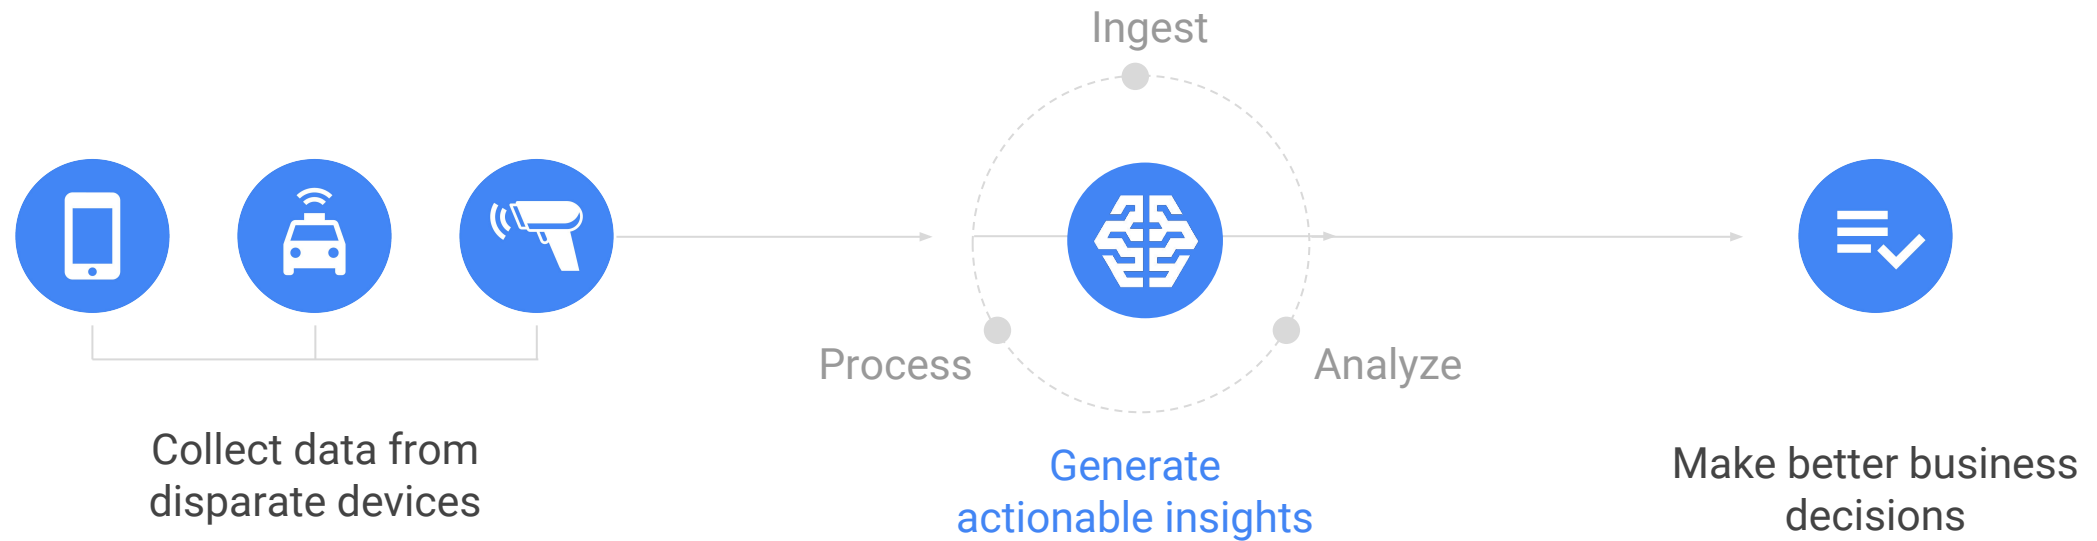 Ingest
Process
Analyze
Collect data from
disparate devices
Generate
actionable insights
Make better business
decisions